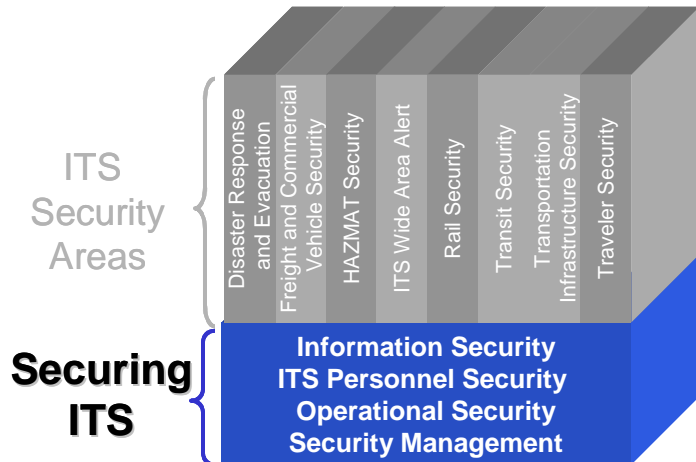 ITS
Security
Areas
Disaster Response
and Evacuation
Freight and Commercial
Vehicle Security
HAZMAT Security
ITS Wide Area Alert
Rail Security
Transit Security
Transportation
Infrastructure Security
Traveler Security
Securing
ITS
Information Security
ITS Personnel Security
Operational Security
Security Management